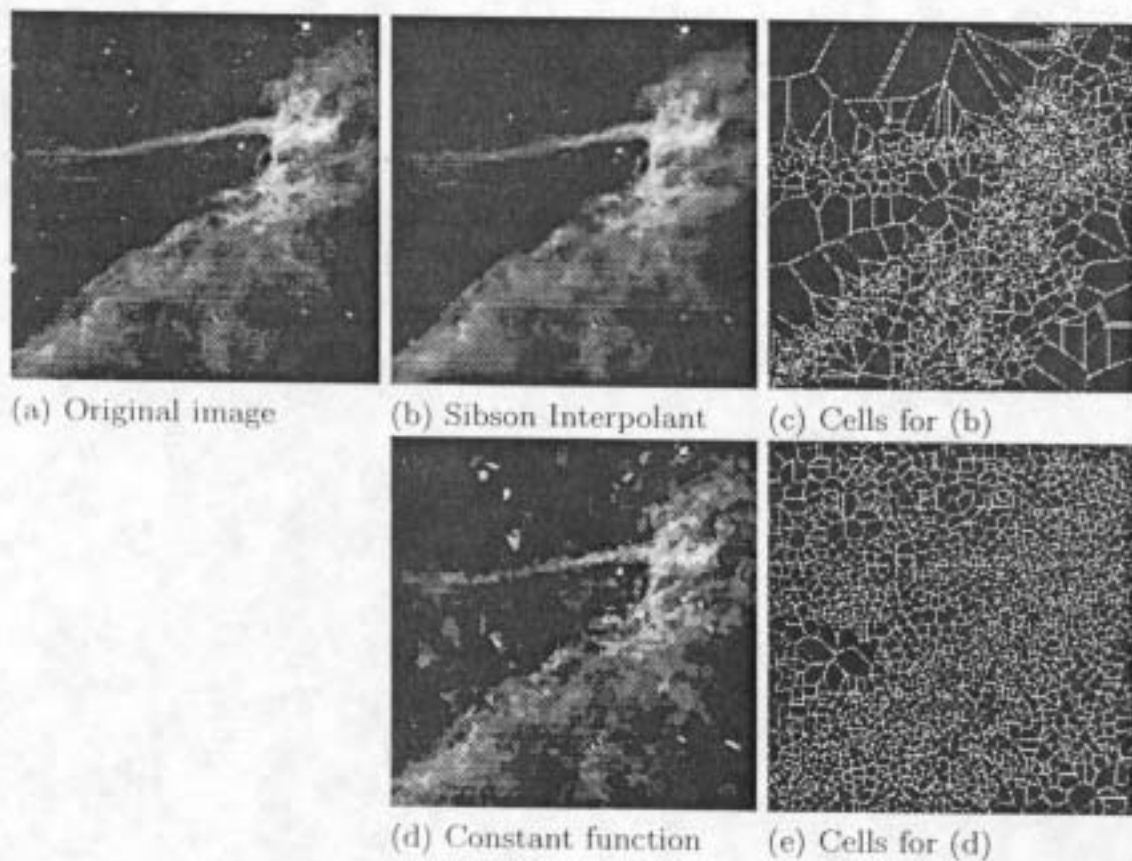 (a) Original image
(b) Sibson Interpolant
(c) Cells for (b)
(d) Constant function
(e) Cells for (d)